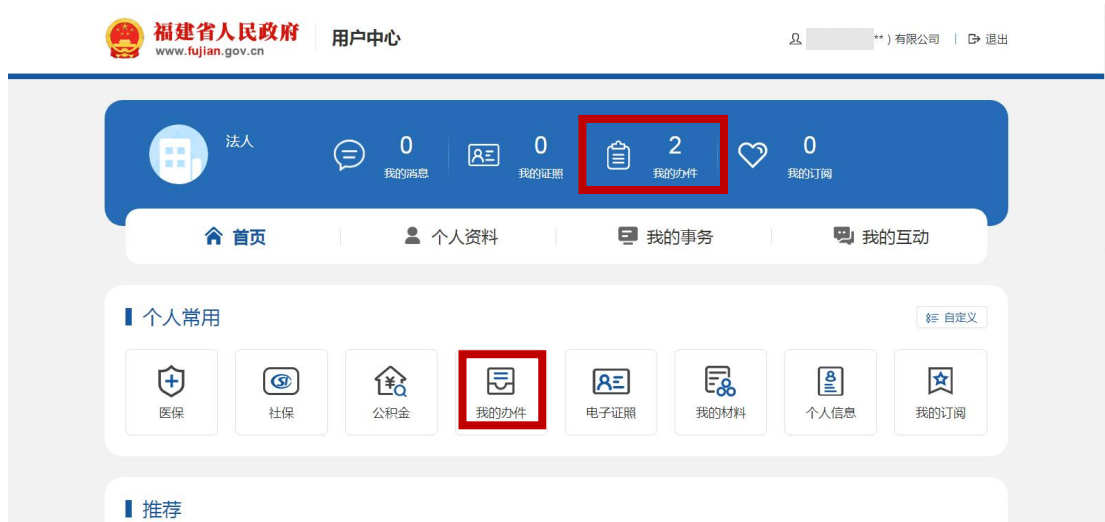 福建省人民政府
www.fujian.gov.cn
用户中心
** ) 有限公司 | 退出
法人
0
我的消息
0
我的证照
2
我的办件
0
我的订阅
首页
个人资料
我的事务
我的互动
个人常用
自定义
医保
社保
公积金
我的办件
电子证照
我的材料
个人信息
我的订阅
推荐